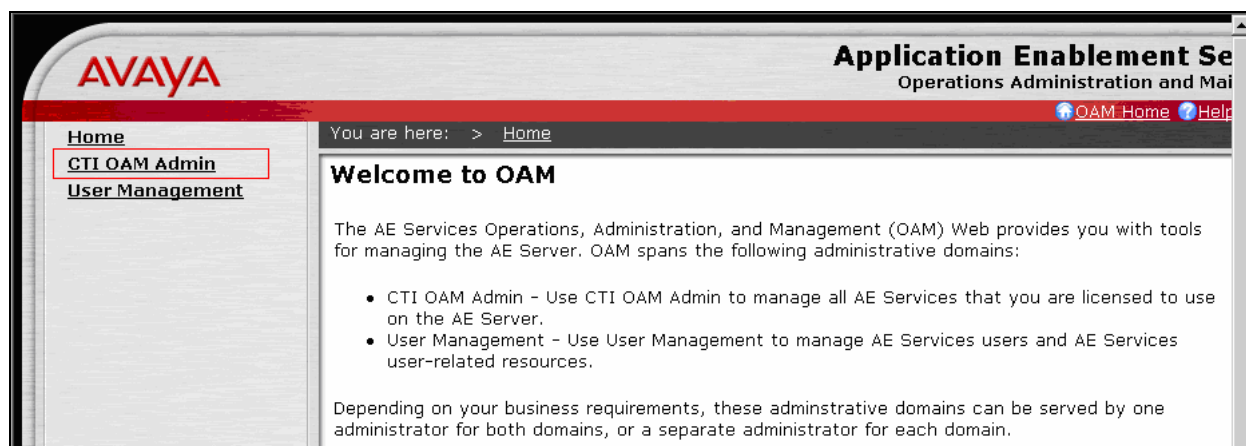 AVAYA
Application Enablement Se
Operations Administration and Mai
OAM Home Help
Home
CTI OAM Admin
User Management
You are here: > Home
Welcome to OAM
The AE Services Operations, Administration, and Management (OAM) Web provides you with tools
for managing the AE Server. OAM spans the following administrative domains:
• CTI OAM Admin - Use CTI OAM Admin to manage all AE Services that you are licensed to use
on the AE Server.
• User Management - Use User Management to manage AE Services users and AE Services
user-related resources.
Depending on your business requirements, these adminstrative domains can be served by one
administrator for both domains, or a separate administrator for each domain.